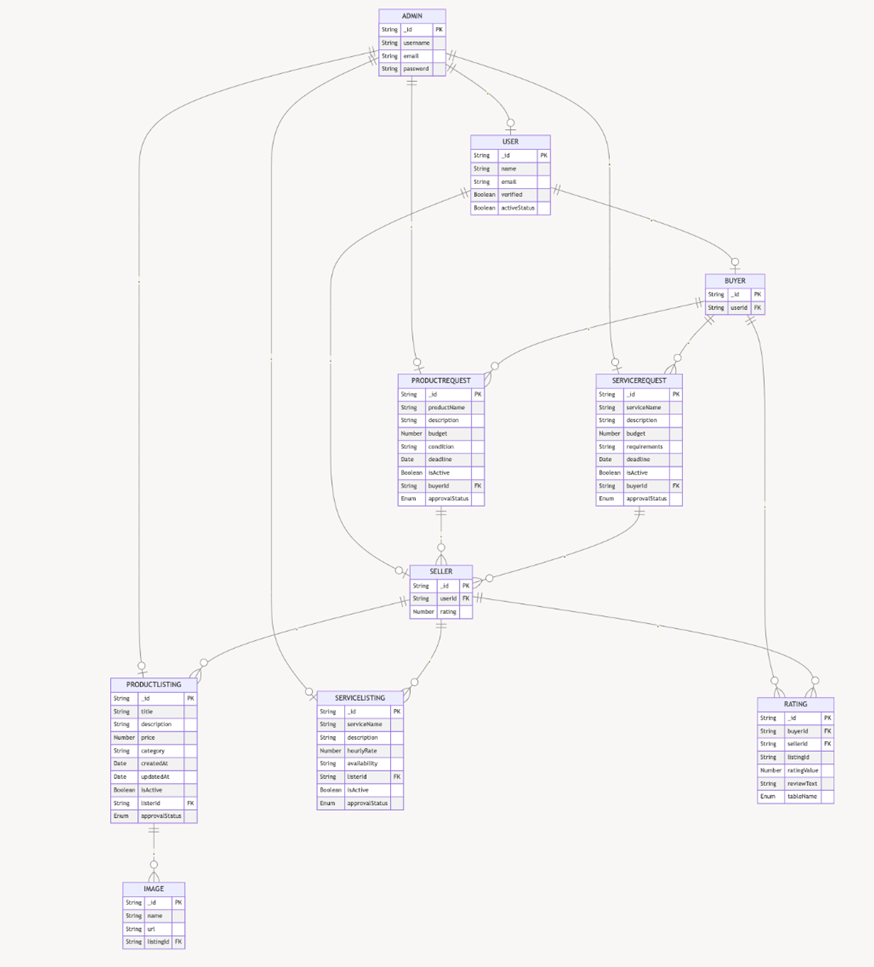 ADMIN
String _id PK
String username
String email
String password
USER
String _id PK
String name
String email
Boolean verified
Boolean activeStatus
BUYER
String _id PK
String userId FK
PRODUCTREQUEST
String _id PK
String productName
String description
Number budget
String condition
Date deadline
Boolean isActive
String buyerId FK
Enum approvalStatus
SERVICEREQUEST
String _id PK
String serviceName
String description
Number budget
String requirements
Date deadline
Boolean isActive
String buyerId FK
Enum approvalStatus
SELLER
String _id PK
String userId FK
Number rating
PRODUCTLISTING
String _id PK
String title
String description
Number price
String category
Date createdAt
Date updatedAt
Boolean isActive
String listerId FK
Enum approvalStatus
SERVICELISTING
String _id PK
String serviceName
String description
Number hourlyRate
String availability
String listerId FK
Boolean isActive
Enum approvalStatus
RATING
String _id PK
String buyerId FK
String sellerId FK
String listingId
Number ratingValue
String reviewText
Enum tableName
IMAGE
String _id PK
String name
String url
String listingId FK